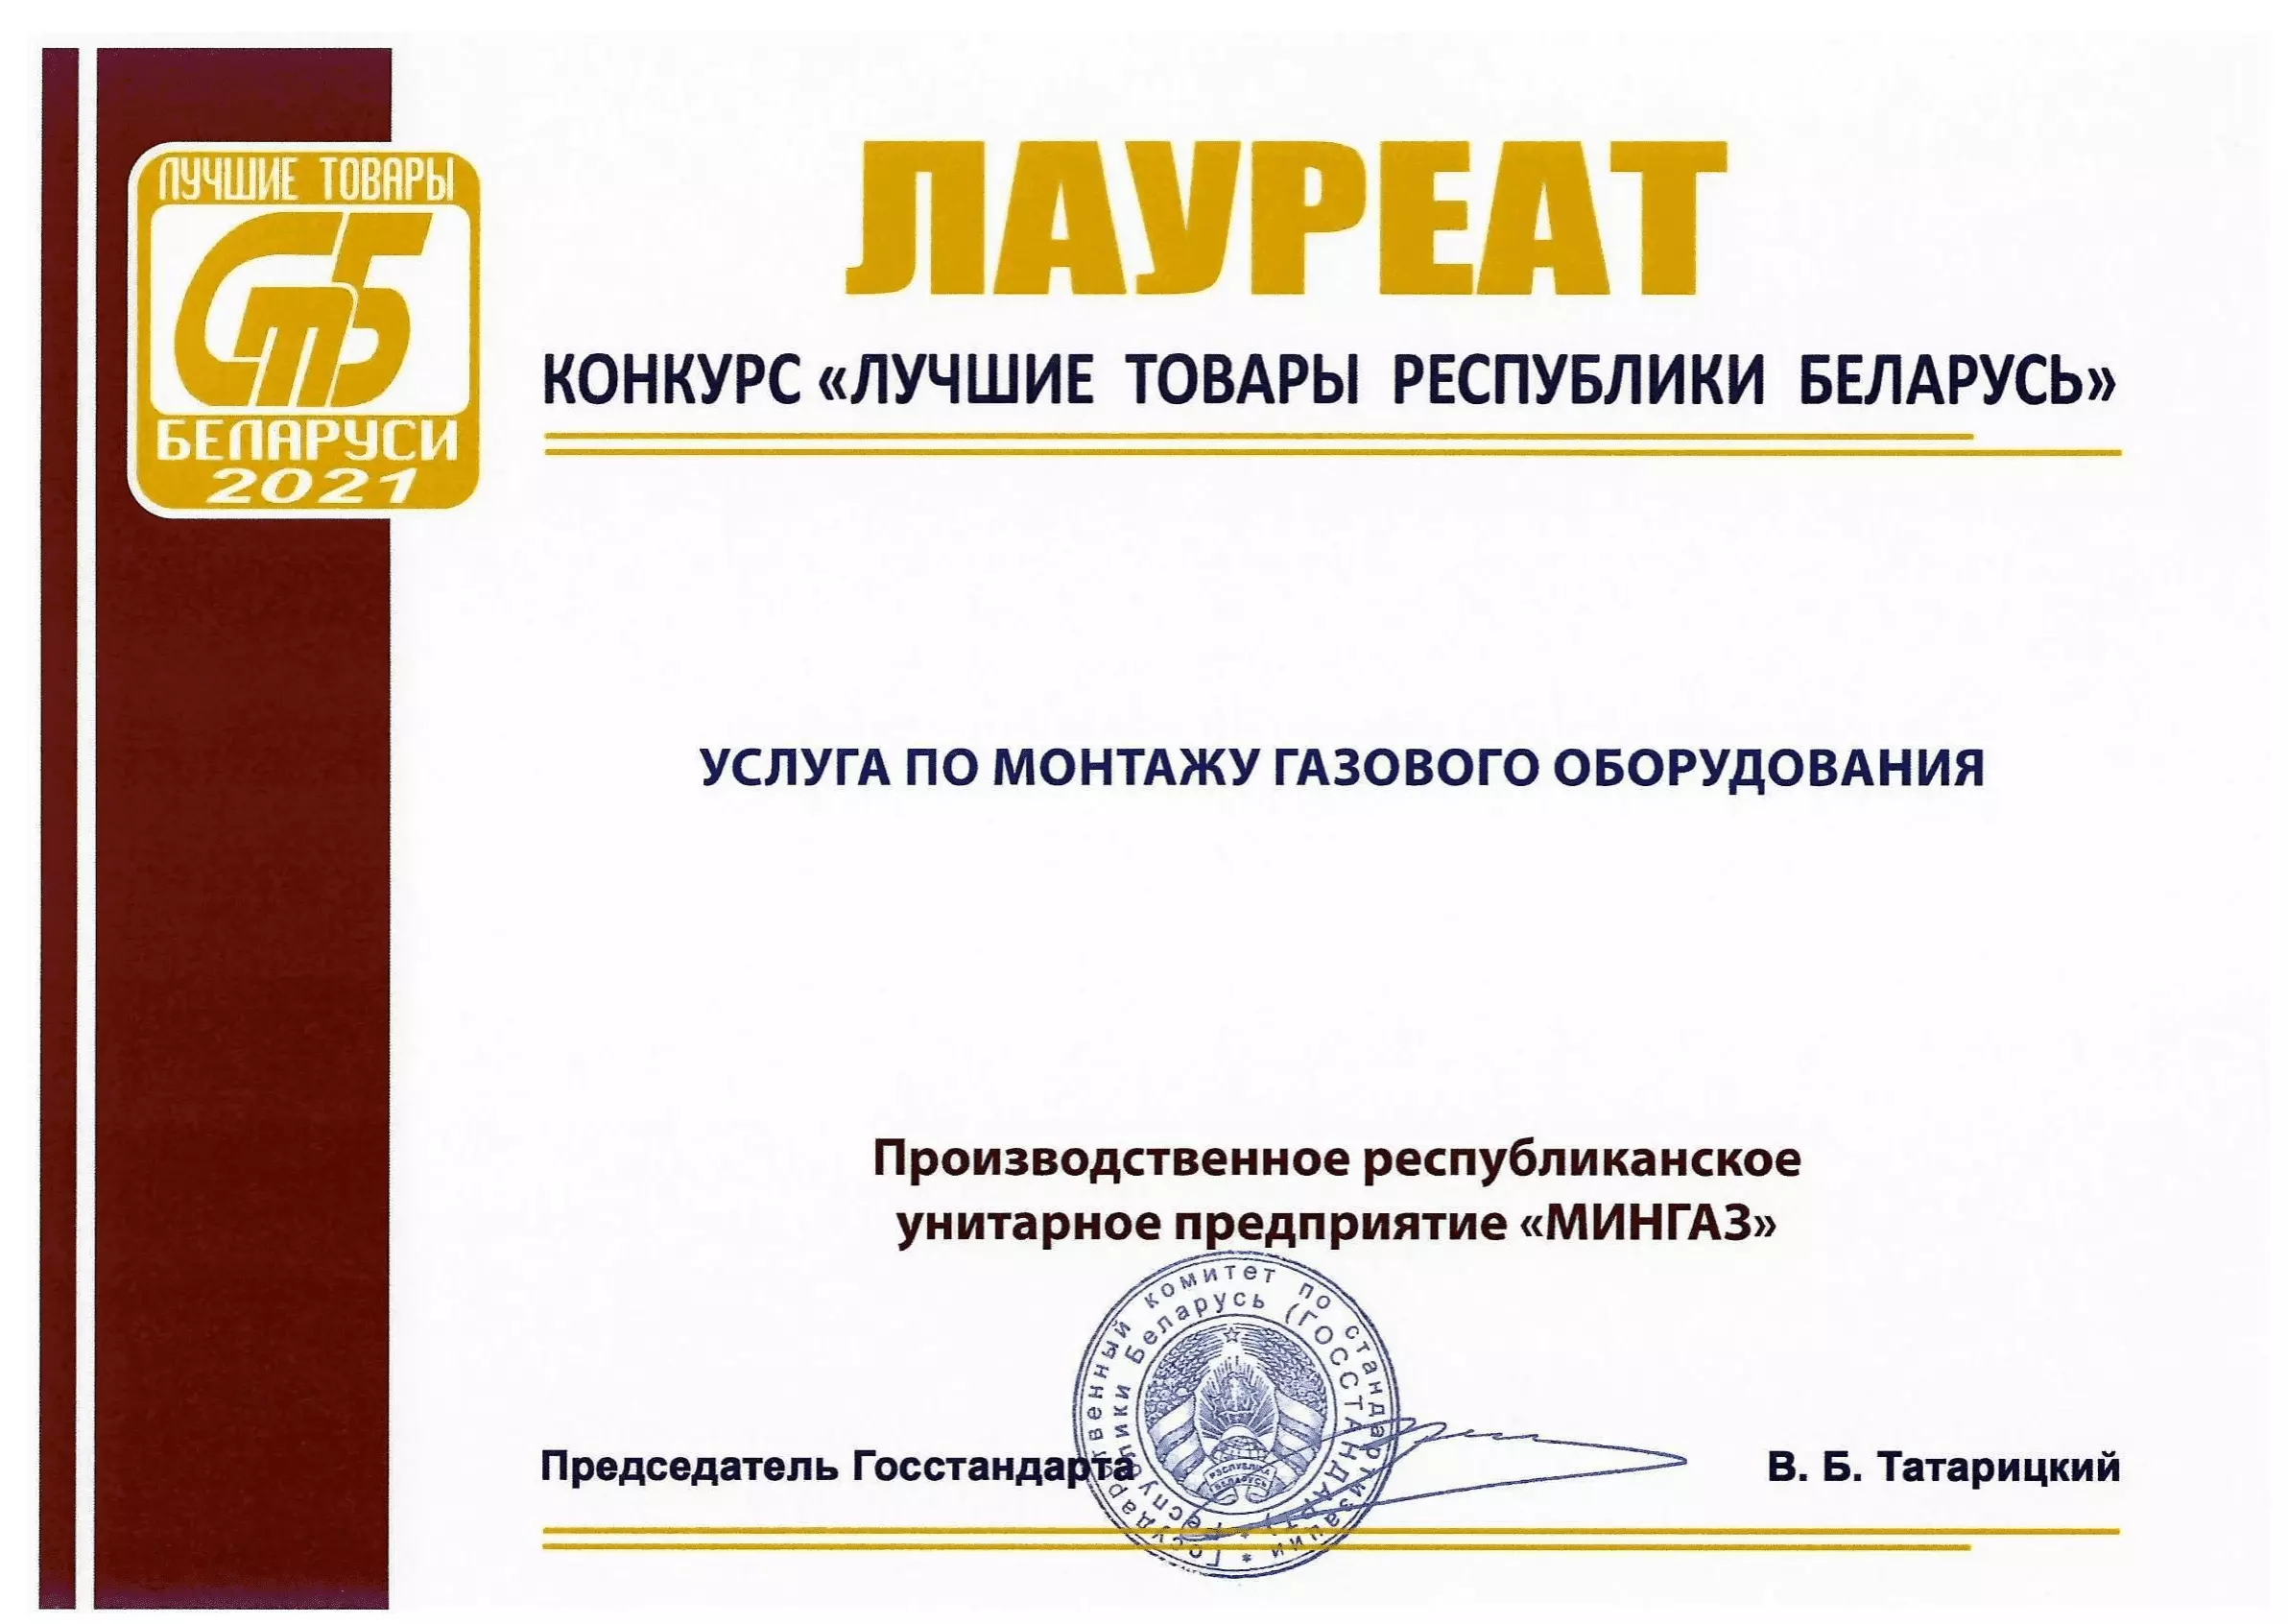 ЛУЧШИЕ ТОВАРЫ
СтБ
БЕЛАРУСИ
2021
ЛАУРЕАТ
КОНКУРС «ЛУЧШИЕ ТОВАРЫ РЕСПУБЛИКИ БЕЛАРУСЬ»
УСЛУГА ПО МОНТАЖУ ГАЗОВОГО ОБОРУДОВАНИЯ
Производственное республиканское
унитарное предприятие «МИНГАЗ»
Государственный комитет по стандартизации
Республики Беларусь (ГОССТАНДАРТ)
РЭСПУБЛІКА
БЕЛАРУСЬ
Председатель Госстандарта
В. Б. Татарицкий